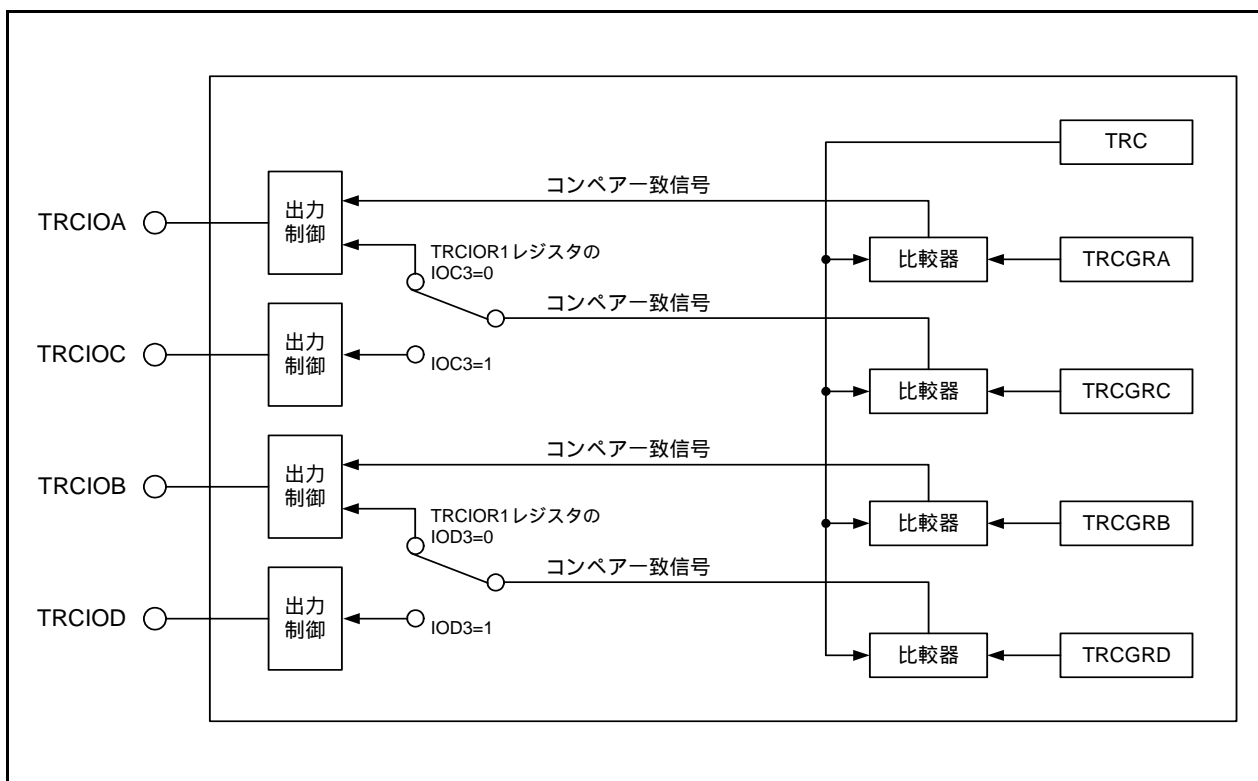 TRC
コンペア一致信号
TRCIOA
出力
制御
TRCIOR1レジスタの
IOC3=0
比較器
TRCGRA
コンペア一致信号
TRCIOC
出力
制御
IOC3=1
比較器
TRCGRC
コンペア一致信号
TRCIOB
出力
制御
TRCIOR1レジスタの
IOD3=0
比較器
TRCGRB
コンペア一致信号
TRCIOD
出力
制御
IOD3=1
比較器
TRCGRD